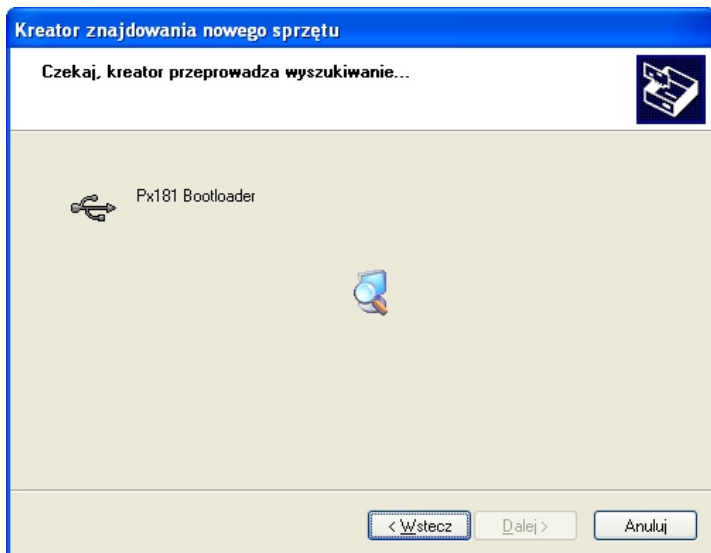 Kreator znajdowania nowego sprzętu
Czekaj, kreator przeprowadza wyszukiwanie...
Px181 Bootloader
< Wstecz
Dalej >
Anuluj